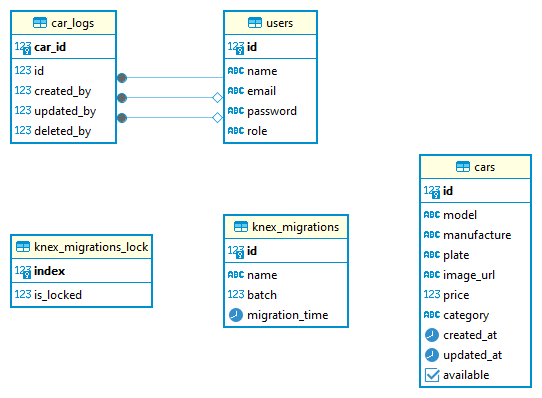 car_logs
123 car_id
123 id
123 created_by
123 updated_by
123 deleted_by
users
123 id
ABC name
ABC email
ABC password
ABC role
cars
123 id
ABC model
ABC manufacture
ABC plate
ABC image_url
123 price
ABC category
created_at
updated_at
available
knex_migrations_lock
123 index
123 is_locked
knex_migrations
123 id
ABC name
123 batch
migration_time